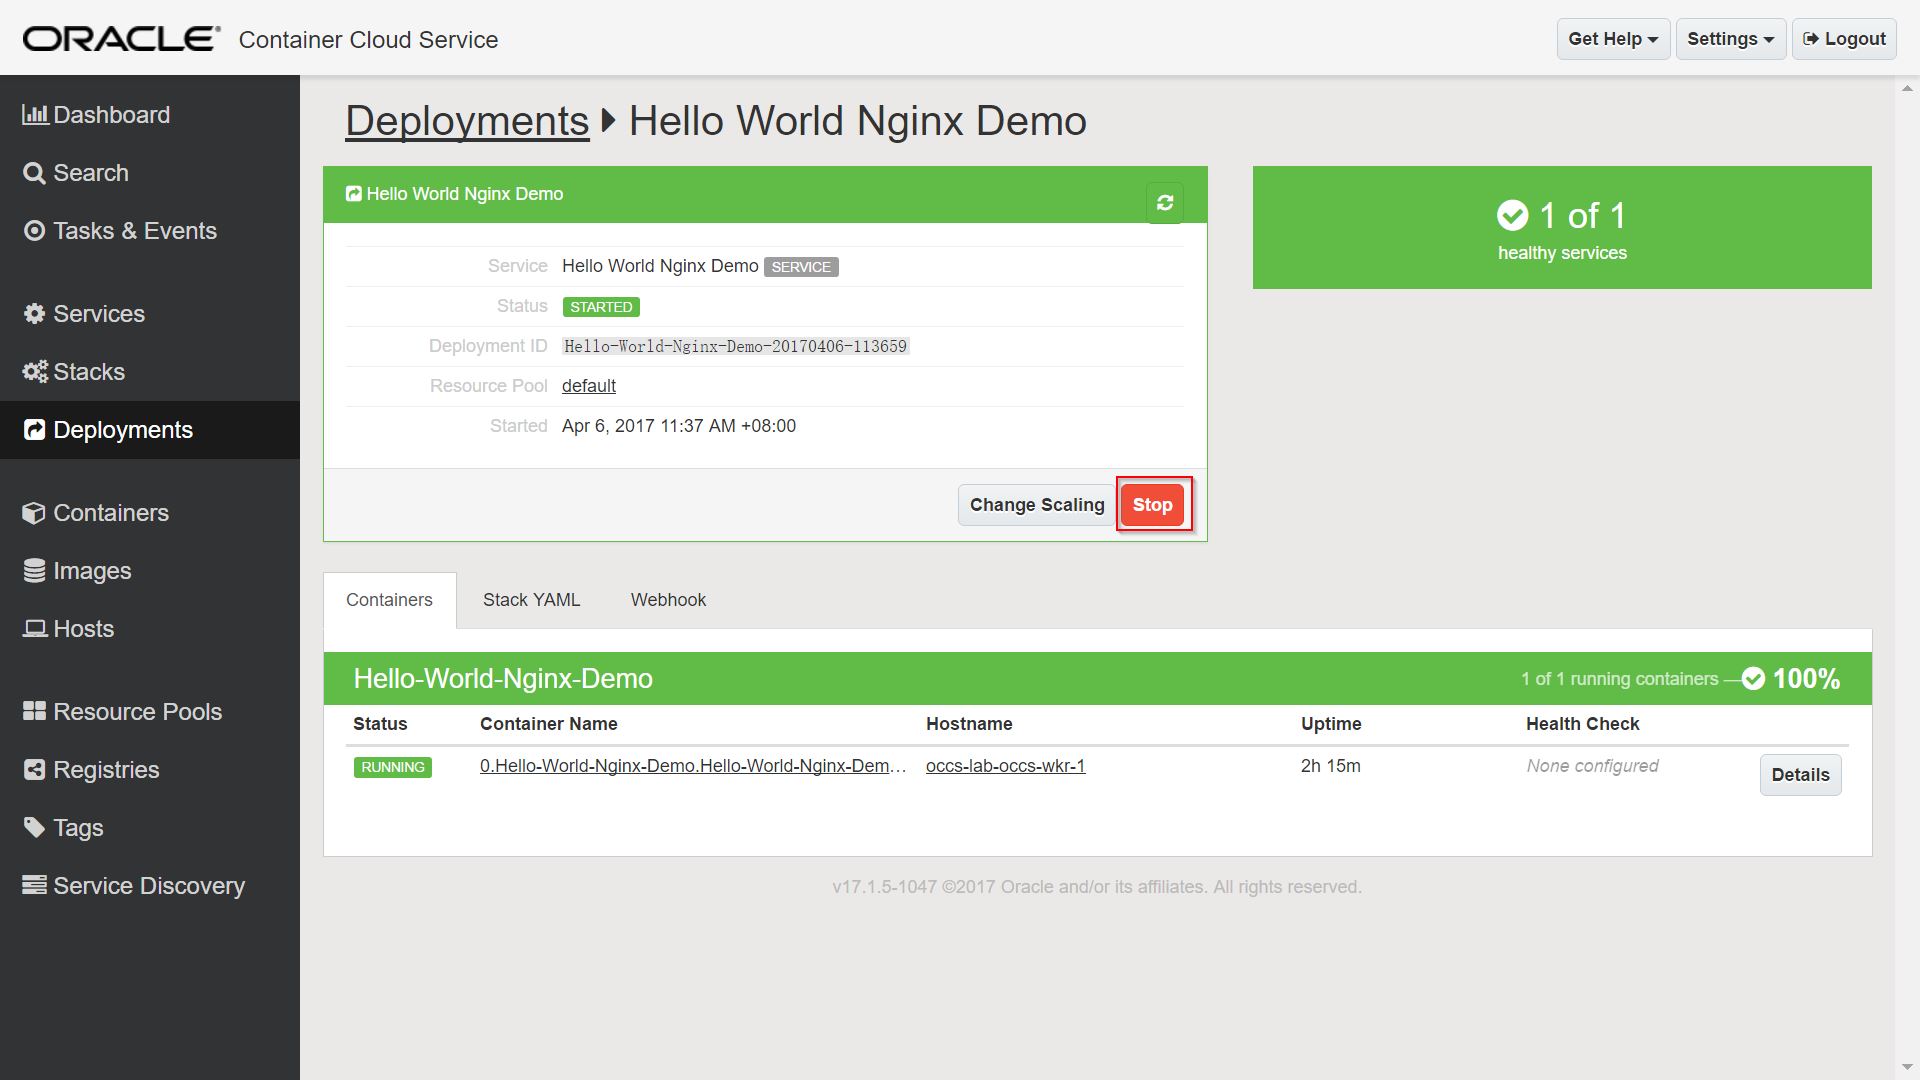 ORACLE® Container Cloud Service
Get Help Settings Logout
Dashboard
Search
Tasks & Events
Services
Stacks
Deployments
Containers
Images
Hosts
Resource Pools
Registries
Tags
Service Discovery
Deployments Hello World Nginx Demo
Hello World Nginx Demo
Service Hello World Nginx Demo SERVICE
Status STARTED
Deployment ID Hello-World-Nginx-Demo-20170406-113659
Resource Pool default
Started Apr 6, 2017 11:37 AM +08:00
Change Scaling Stop
1 of 1
healthy services
Containers Stack YAML Webhook
Hello-World-Nginx-Demo 1 of 1 running containers — 100%
Status Container Name Hostname Uptime Health Check
RUNNING 0.Hello-World-Nginx-Demo.Hello-World-Nginx-Dem… occs-lab-occs-wkr-1 2h 15m None configured Details
v17.1.5-1047 ©2017 Oracle and/or its affiliates. All rights reserved.